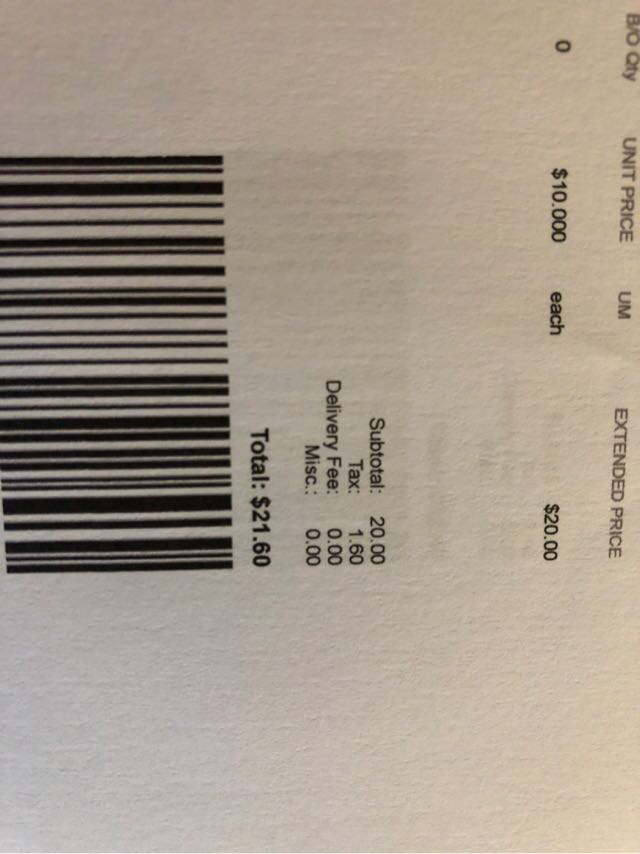 B/O Qty UNIT PRICE UM EXTENDED PRICE
0 $10.000 each $20.00
Subtotal: 20.00
Tax: 1.60
Delivery Fee: 0.00
Misc.: 0.00
Total: $21.60